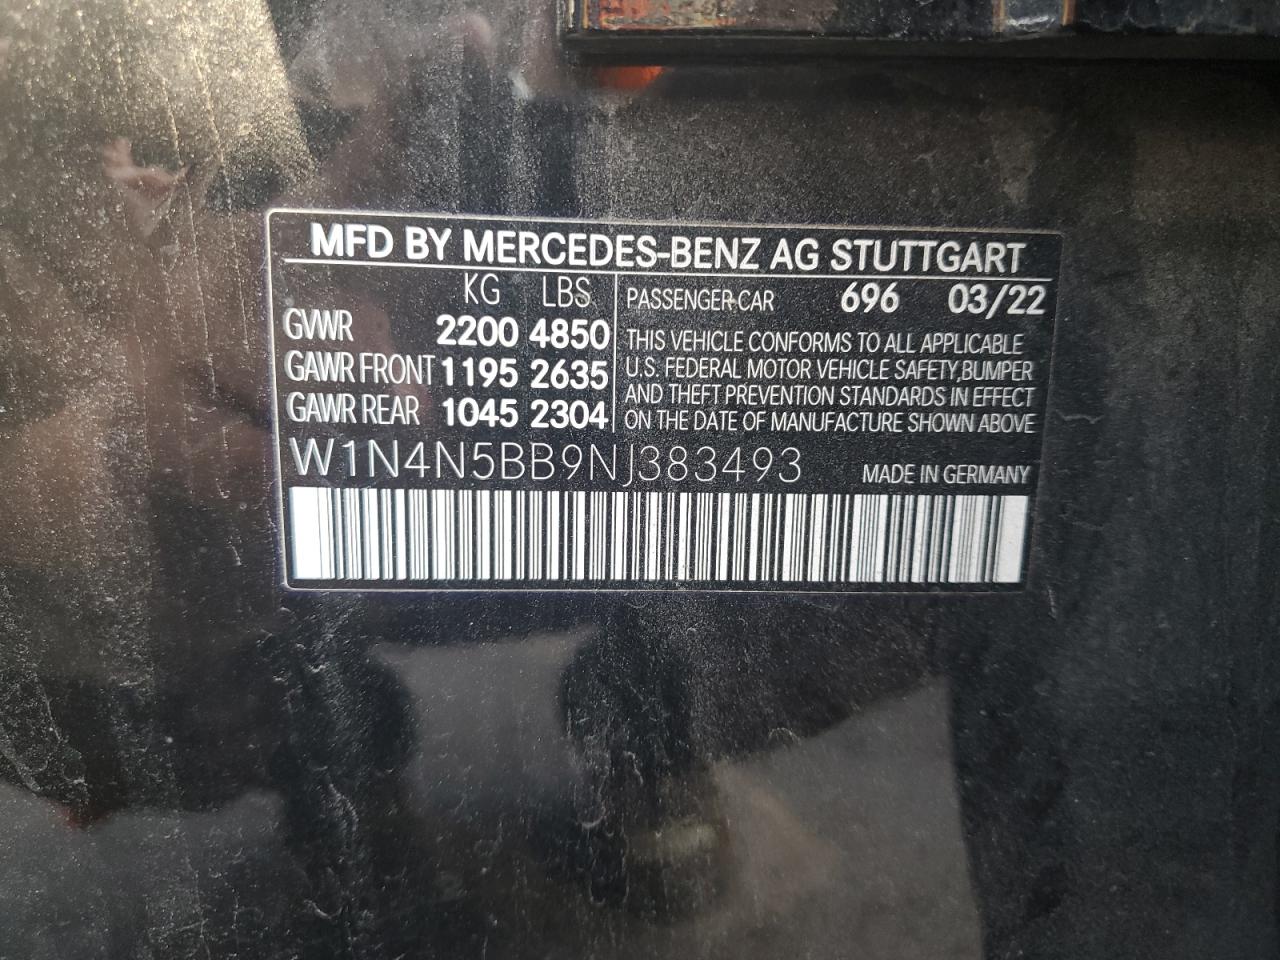 MFD BY MERCEDES-BENZ AG STUTTGART
KG LBS
GVWR 2200 4850
GAWR FRONT 1195 2635
GAWR REAR 1045 2304
PASSENGER CAR 696 03/22
THIS VEHICLE CONFORMS TO ALL APPLICABLE
U.S. FEDERAL MOTOR VEHICLE SAFETY, BUMPER
AND THEFT PREVENTION STANDARDS IN EFFECT
ON THE DATE OF MANUFACTURE SHOWN ABOVE
W1N4N5BB9NJ383493 MADE IN GERMANY